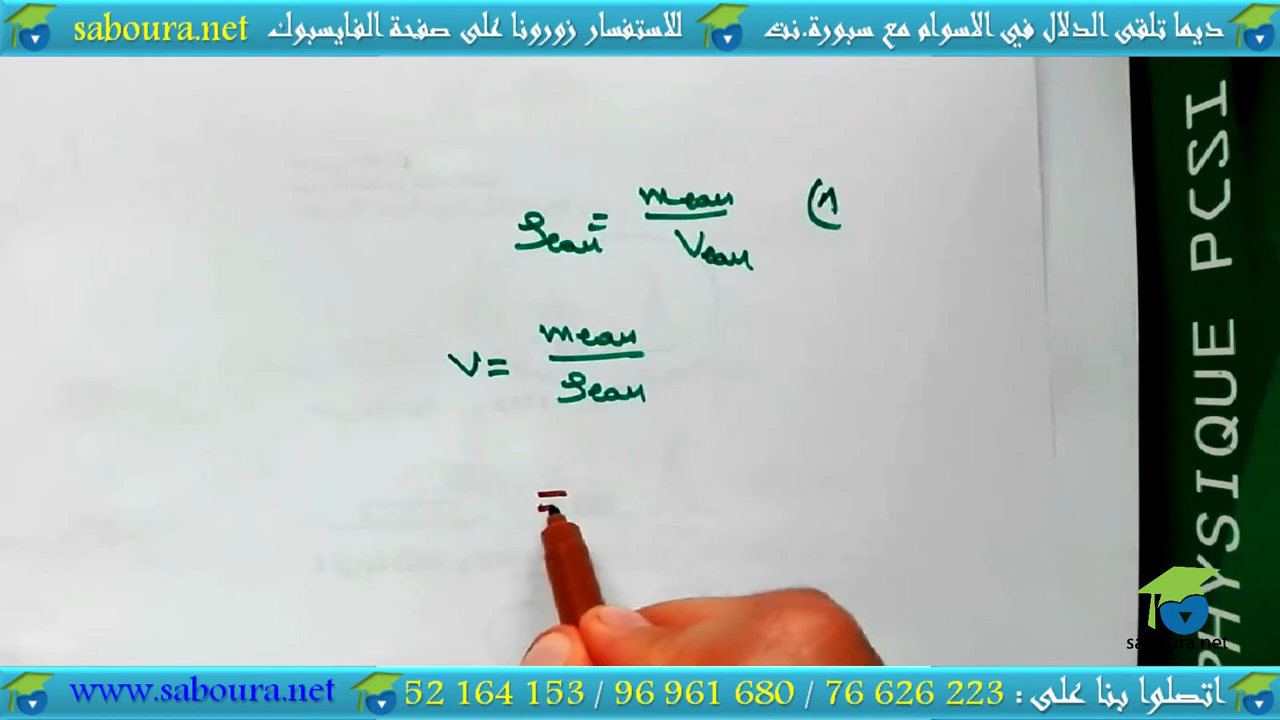 saboura.net للاستفسار زورونا على صفحة الفايسبوك ديما تلقى الدلال في الاسوام مع سبورة.نت
ρeau = meau / Veau (1
V = meau / ρeau
=
PHYSIQUE PCSI
saboura.net
www.saboura.net 52 164 153 / 96 961 680 / 76 626 223 : اتصلوا بنا على